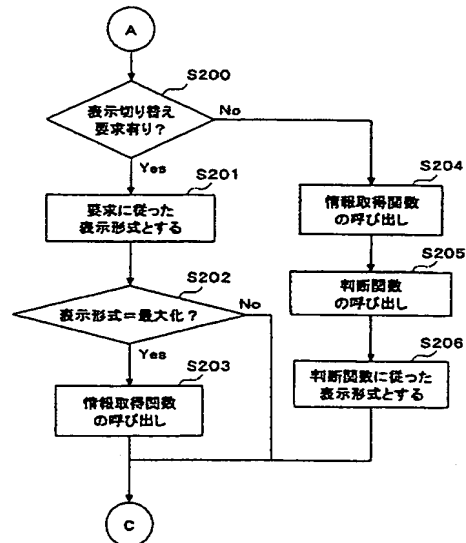 A
S200
表示切り替え
要求有り?
No
Yes
S201
要求に従った
表示形式とする
S202
表示形式=最大化?
No
Yes
S203
情報取得関数
の呼び出し
S204
情報取得関数
の呼び出し
S205
判断関数
の呼び出し
S206
判断関数に従った
表示形式とする
C